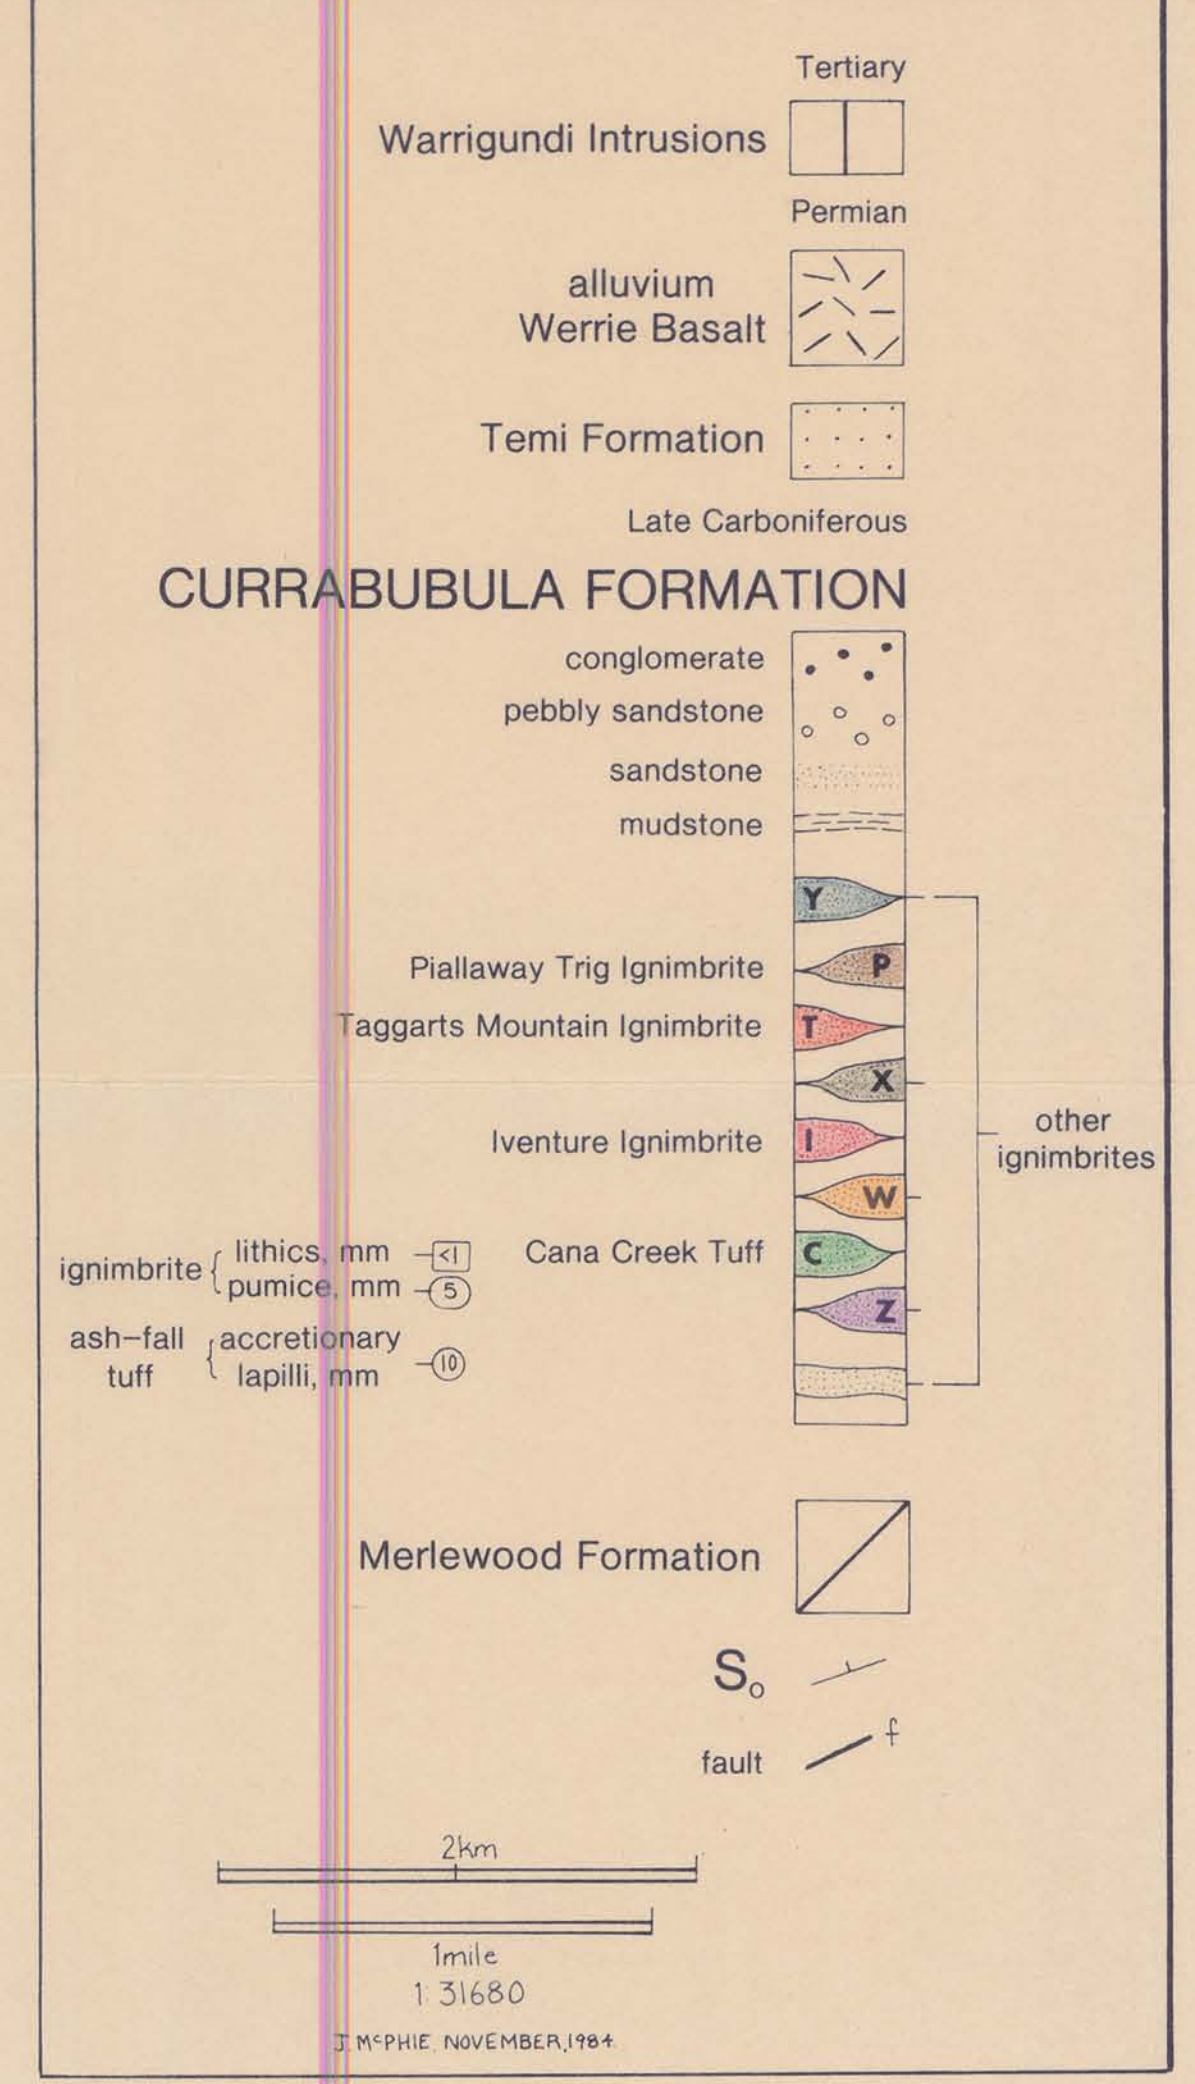 Tertiary
Warrigundi Intrusions
Permian
alluvium
Werrie Basalt
Temi Formation
Late Carboniferous
CURRABUBULA FORMATION
conglomerate
pebbly sandstone
sandstone
mudstone
Y
Piallaway Trig Ignimbrite P
Taggarts Mountain Ignimbrite T
X
other
ignimbrites
Iventure Ignimbrite I
W
ignimbrite { lithics, mm <1
pumice, mm 5
Cana Creek Tuff C
Z
ash-fall tuff { accretionary
lapilli, mm 10
Merlewood Formation
So
fault f
2km
1mile
1:31680
J. McPHIE, NOVEMBER, 1984.